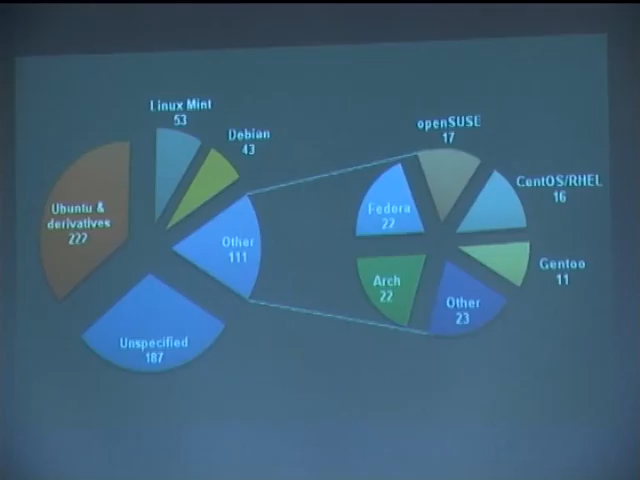 Linux Mint
53
Debian
43
Ubuntu &
derivatives
222
Other
111
Unspecified
187
openSUSE
17
CentOS/RHEL
16
Fedora
22
Gentoo
11
Arch
22
Other
23